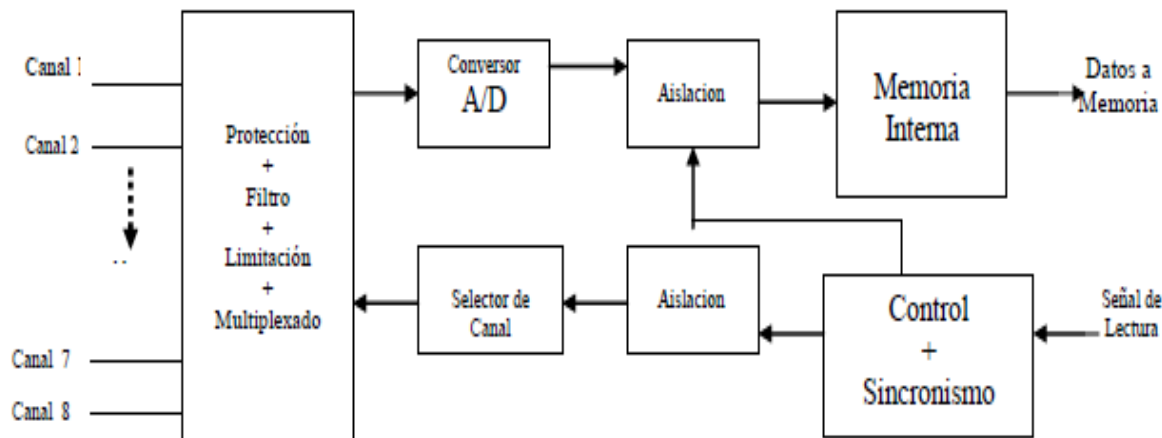 Canal 1
Canal 2
..
Canal 7
Canal 8
Protección
+
Filtro
+
Limitación
+
Multiplexado
Conversor
A/D
Aislacion
Memoria
Interna
Datos a
Memoria
Selector de
Canal
Aislacion
Control
+
Sincronismo
Señal de
Lectura